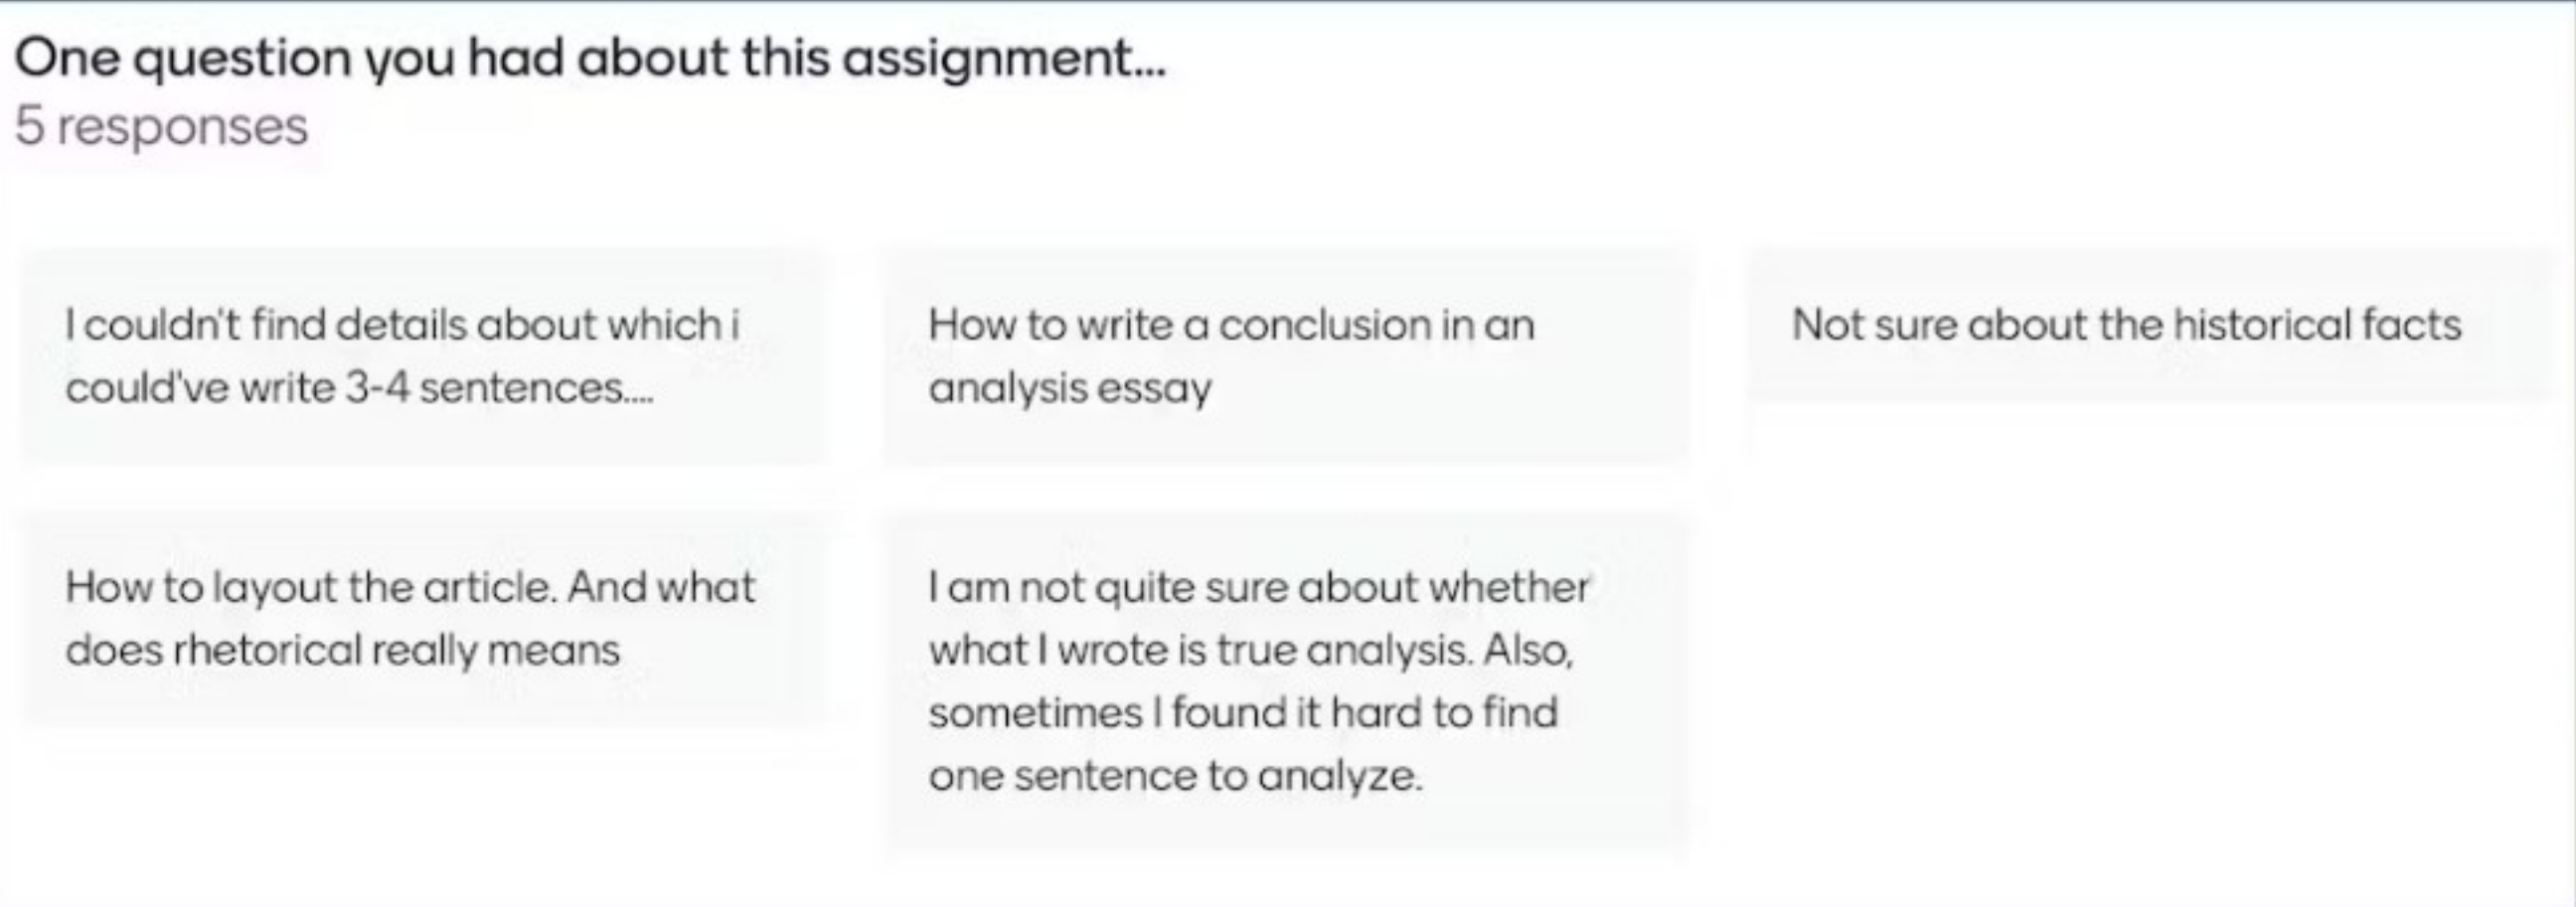 One question you had about this assignment...
5 responses
I couldn't find details about which i
could've write 3-4 sentences....
How to write a conclusion in an
analysis essay
Not sure about the historical facts
How to layout the article. And what
does rhetorical really means
I am not quite sure about whether
what I wrote is true analysis. Also,
sometimes I found it hard to find
one sentence to analyze.